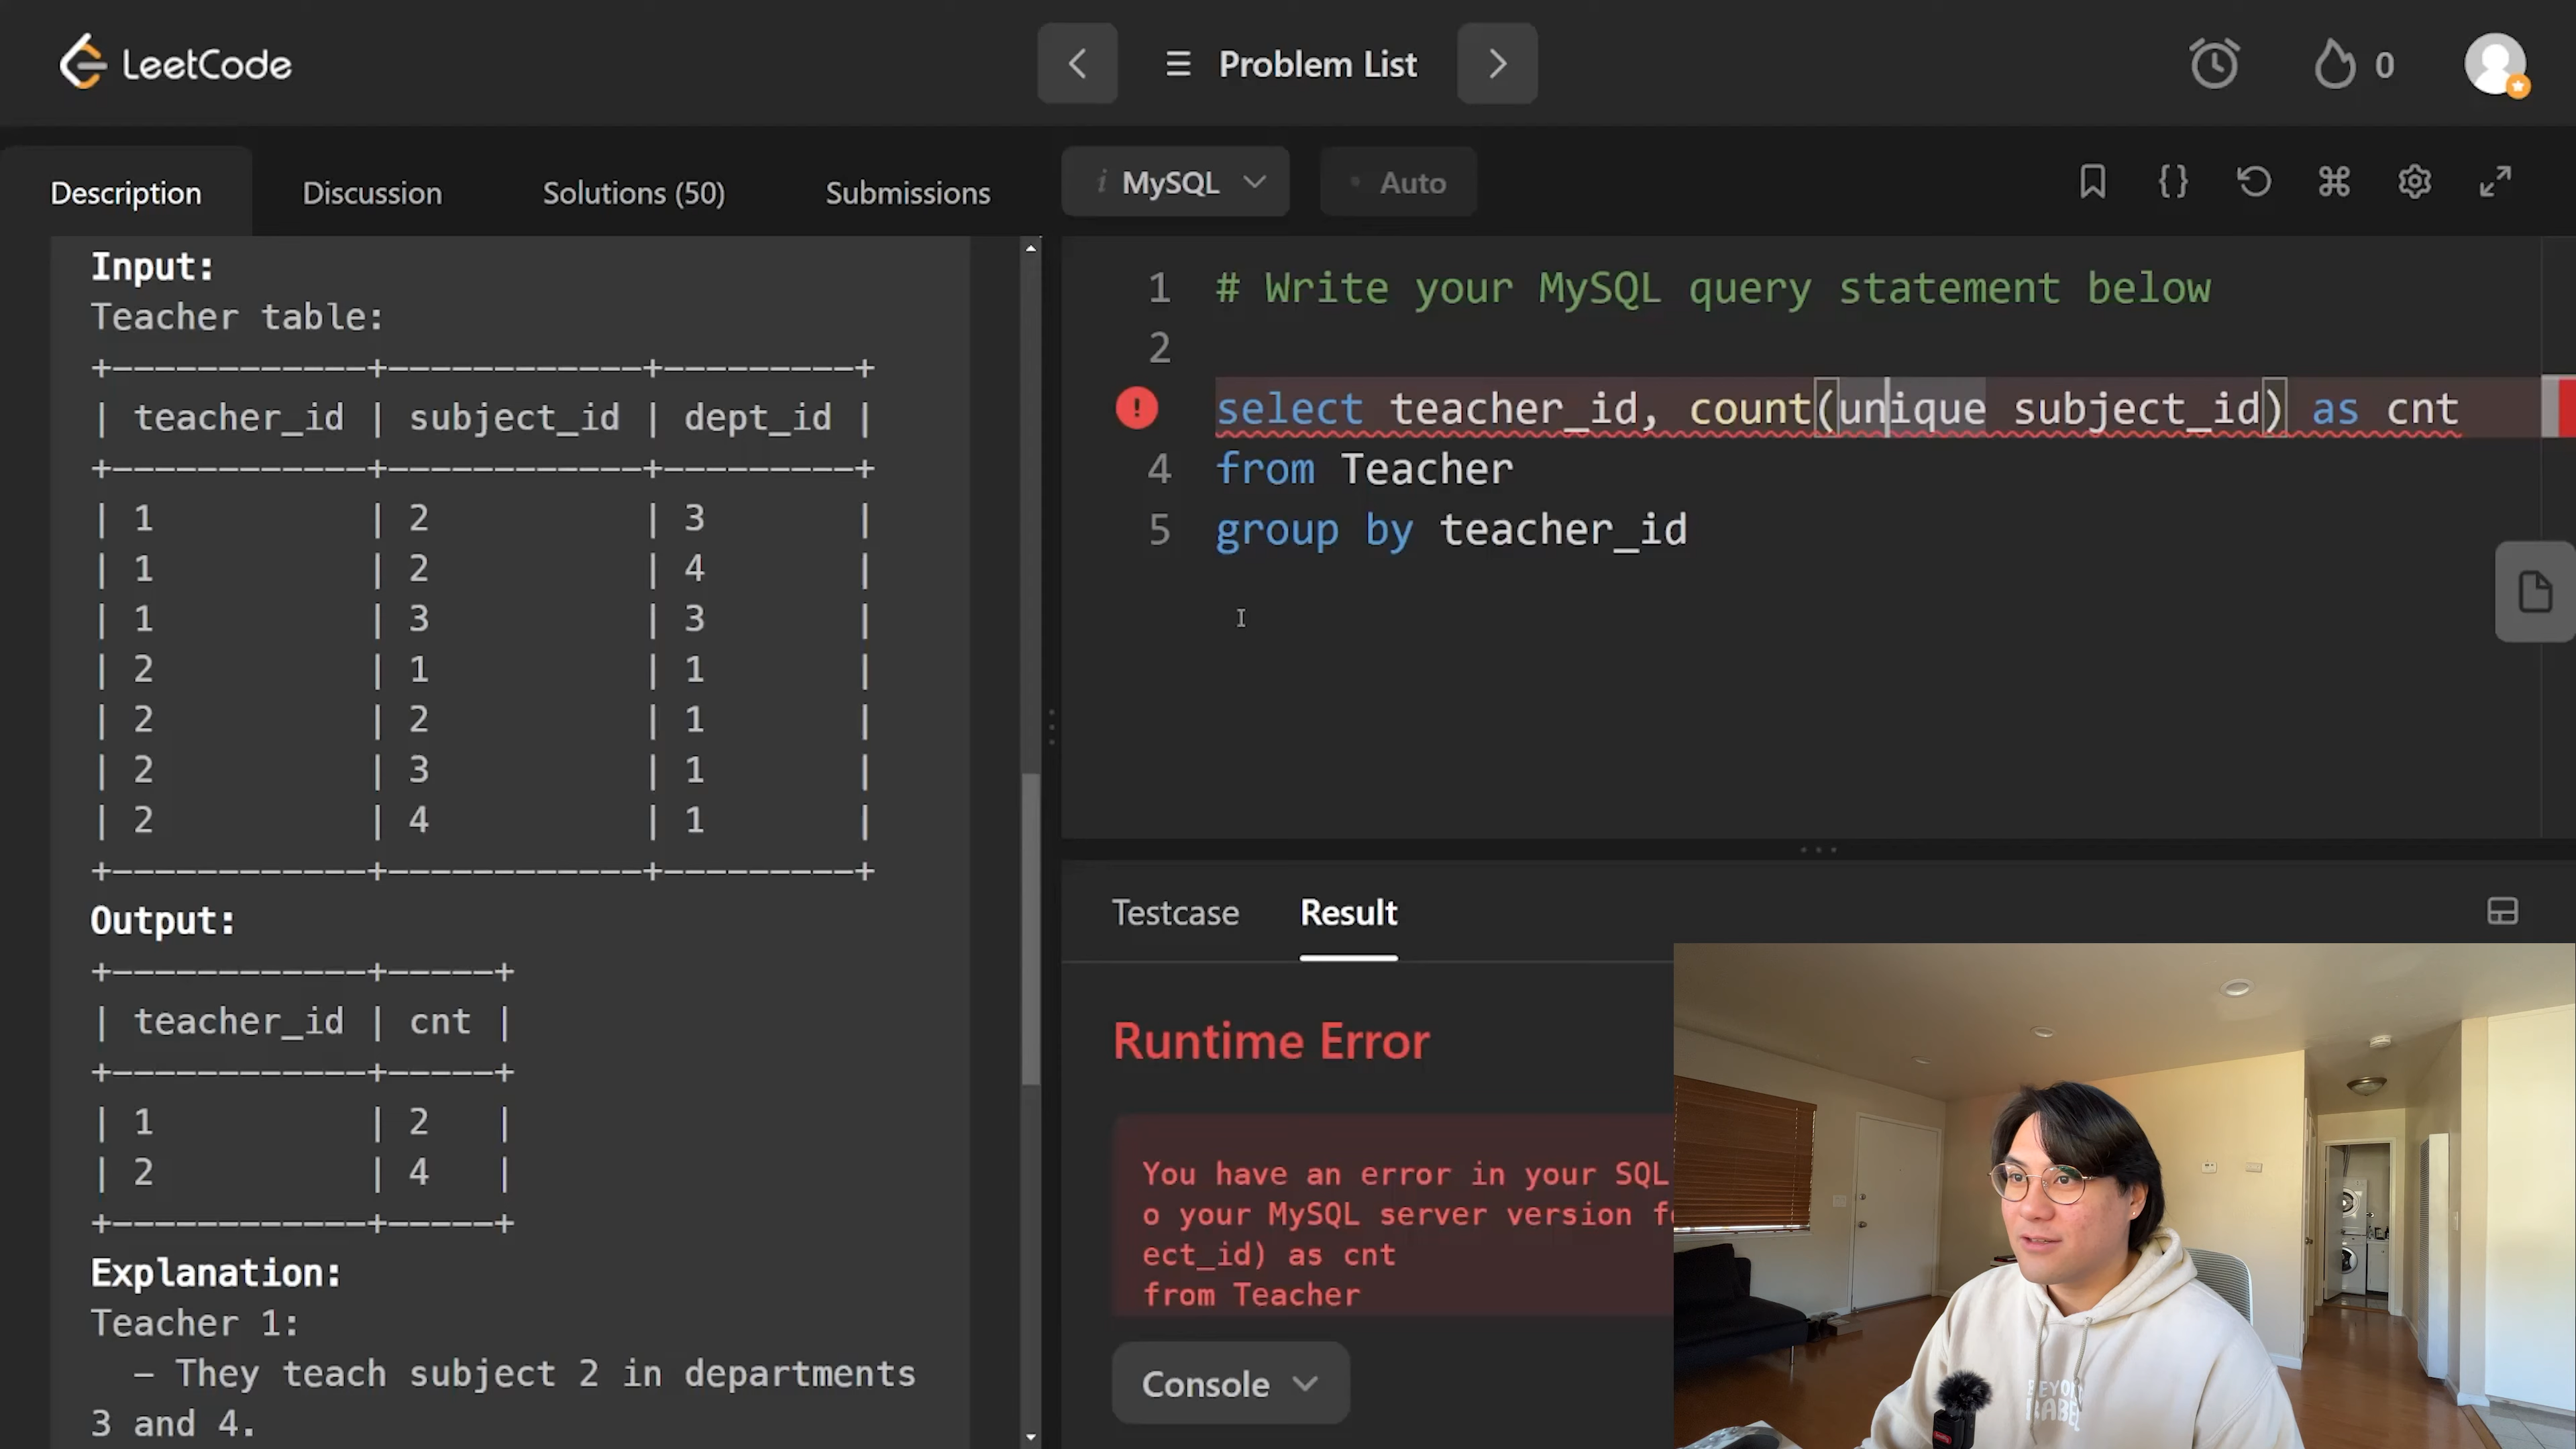 LeetCode
Problem List
0
Description Discussion Solutions (50) Submissions
MySQL
Auto
Input:
Teacher table:
+------------+------------+---------+
| teacher_id | subject_id | dept_id |
+------------+------------+---------+
| 1 | 2 | 3 |
| 1 | 2 | 4 |
| 1 | 3 | 3 |
| 2 | 1 | 1 |
| 2 | 2 | 1 |
| 2 | 3 | 1 |
| 2 | 4 | 1 |
+------------+------------+---------+
Output:
+------------+-----+
| teacher_id | cnt |
+------------+-----+
| 1 | 2 |
| 2 | 4 |
+------------+-----+
Explanation:
Teacher 1:
– They teach subject 2 in departments
3 and 4.
1 # Write your MySQL query statement below
2
select teacher_id, count(unique subject_id) as cnt
4 from Teacher
5 group by teacher_id
Testcase Result
Runtime Error
You have an error in your SQL
o your MySQL server version f
ect_id) as cnt
from Teacher
Console
BABEL